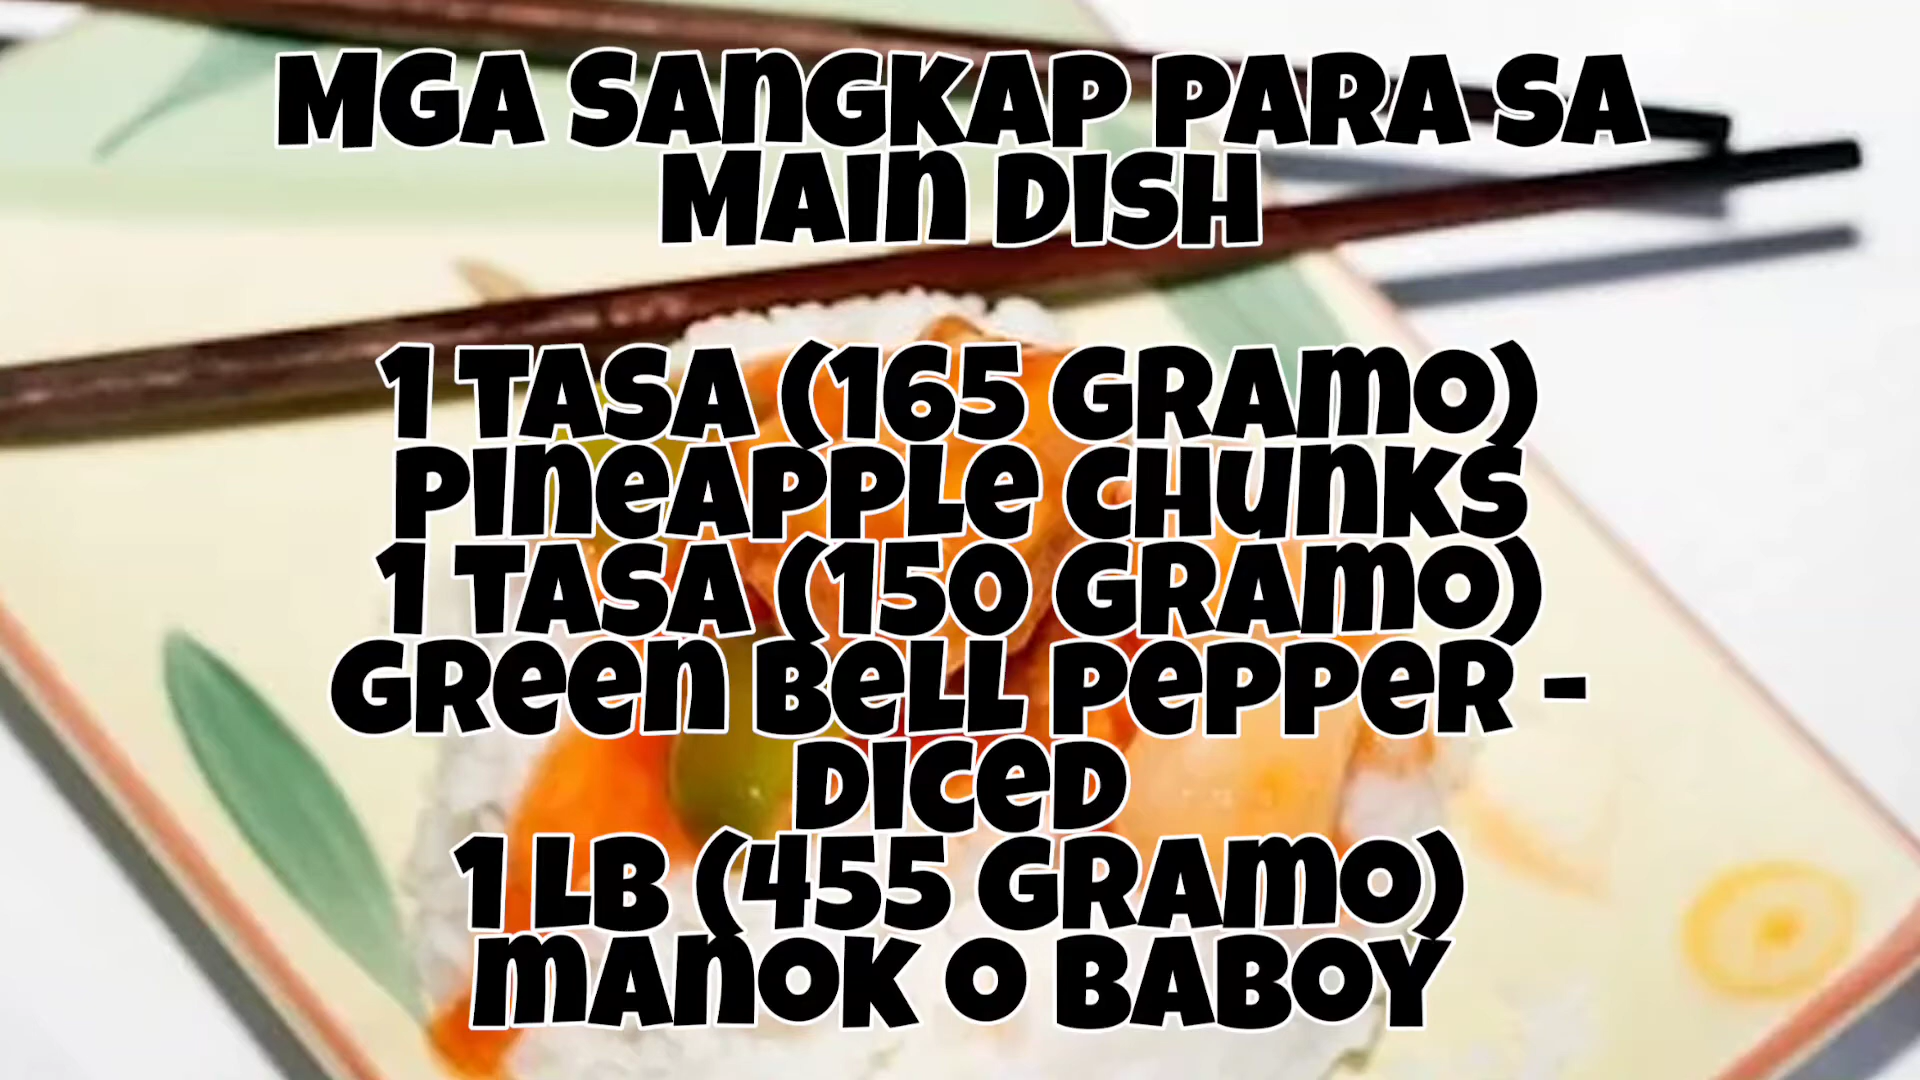 MGA SANGKAP PARA SA
MAIN DISH
1 TASA (165 GRAMO)
PINEAPPLE CHUNKS
1 TASA (150 GRAMO)
GREEN BELL PEPPER -
DICED
1 LB (455 GRAMO)
MANOK O BABOY